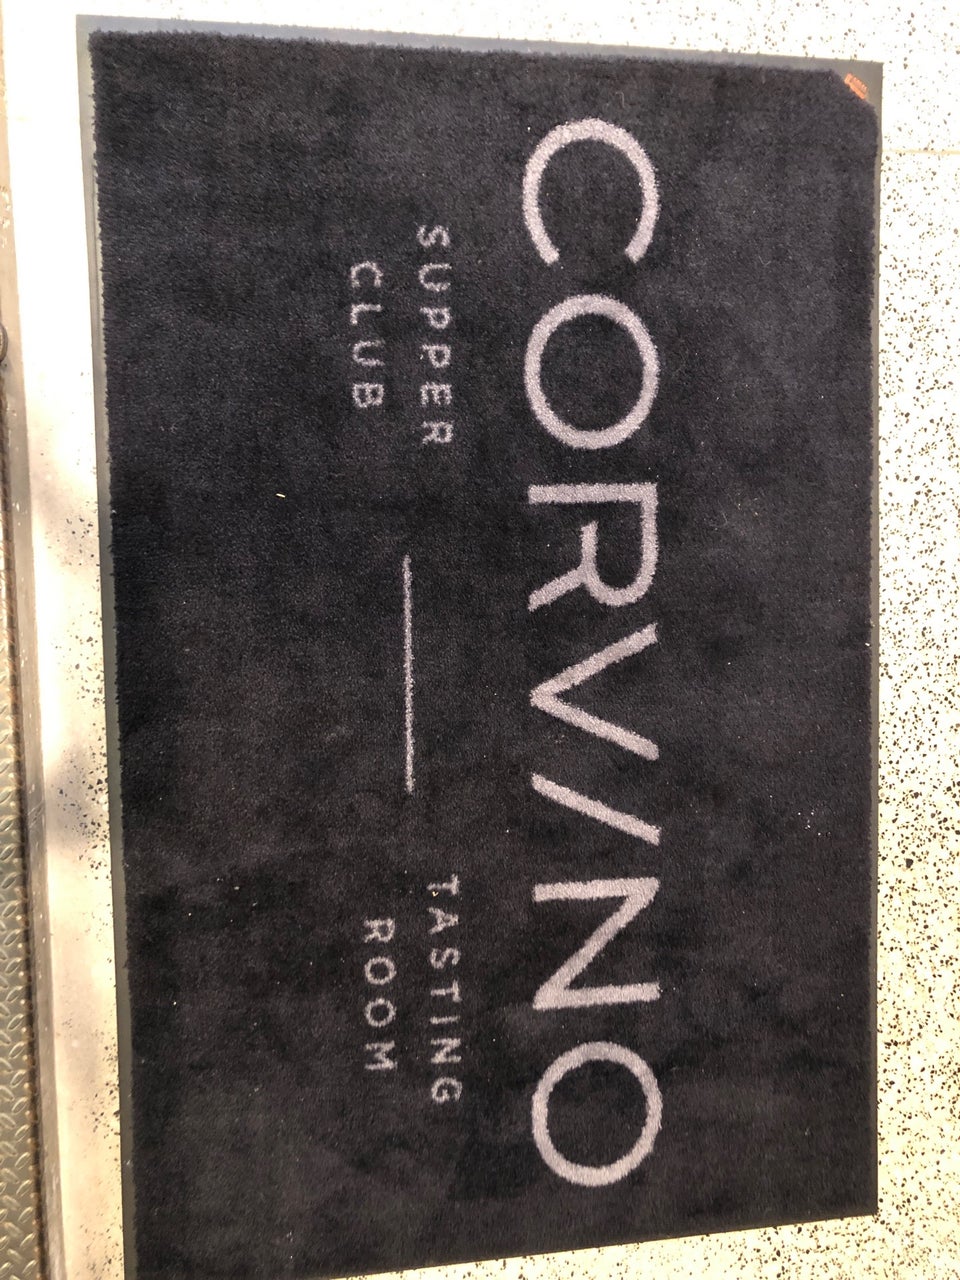 CORVINO
SUPPER
CLUB
TASTING
ROOM